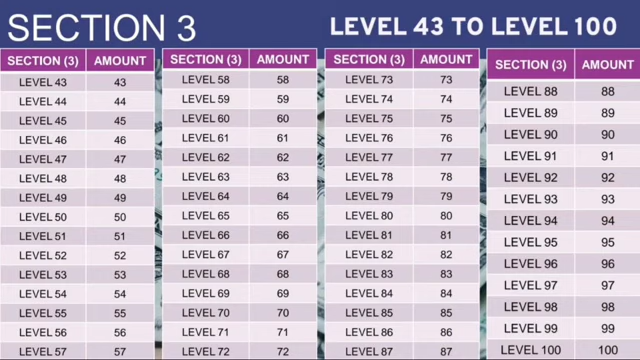 SECTION 3
LEVEL 43 TO LEVEL 100
SECTION (3) AMOUNT
LEVEL 43 43
LEVEL 44 44
LEVEL 45 45
LEVEL 46 46
LEVEL 47 47
LEVEL 48 48
LEVEL 49 49
LEVEL 50 50
LEVEL 51 51
LEVEL 52 52
LEVEL 53 53
LEVEL 54 54
LEVEL 55 55
LEVEL 56 56
LEVEL 57 57
SECTION (3) AMOUNT
LEVEL 58 58
LEVEL 59 59
LEVEL 60 60
LEVEL 61 61
LEVEL 62 62
LEVEL 63 63
LEVEL 64 64
LEVEL 65 65
LEVEL 66 66
LEVEL 67 67
LEVEL 68 68
LEVEL 69 69
LEVEL 70 70
LEVEL 71 71
LEVEL 72 72
SECTION (3) AMOUNT
LEVEL 73 73
LEVEL 74 74
LEVEL 75 75
LEVEL 76 76
LEVEL 77 77
LEVEL 78 78
LEVEL 79 79
LEVEL 80 80
LEVEL 81 81
LEVEL 82 82
LEVEL 83 83
LEVEL 84 84
LEVEL 85 85
LEVEL 86 86
LEVEL 87 87
SECTION (3) AMOUNT
LEVEL 88 88
LEVEL 89 89
LEVEL 90 90
LEVEL 91 91
LEVEL 92 92
LEVEL 93 93
LEVEL 94 94
LEVEL 95 95
LEVEL 96 96
LEVEL 97 97
LEVEL 98 98
LEVEL 99 99
LEVEL 100 100